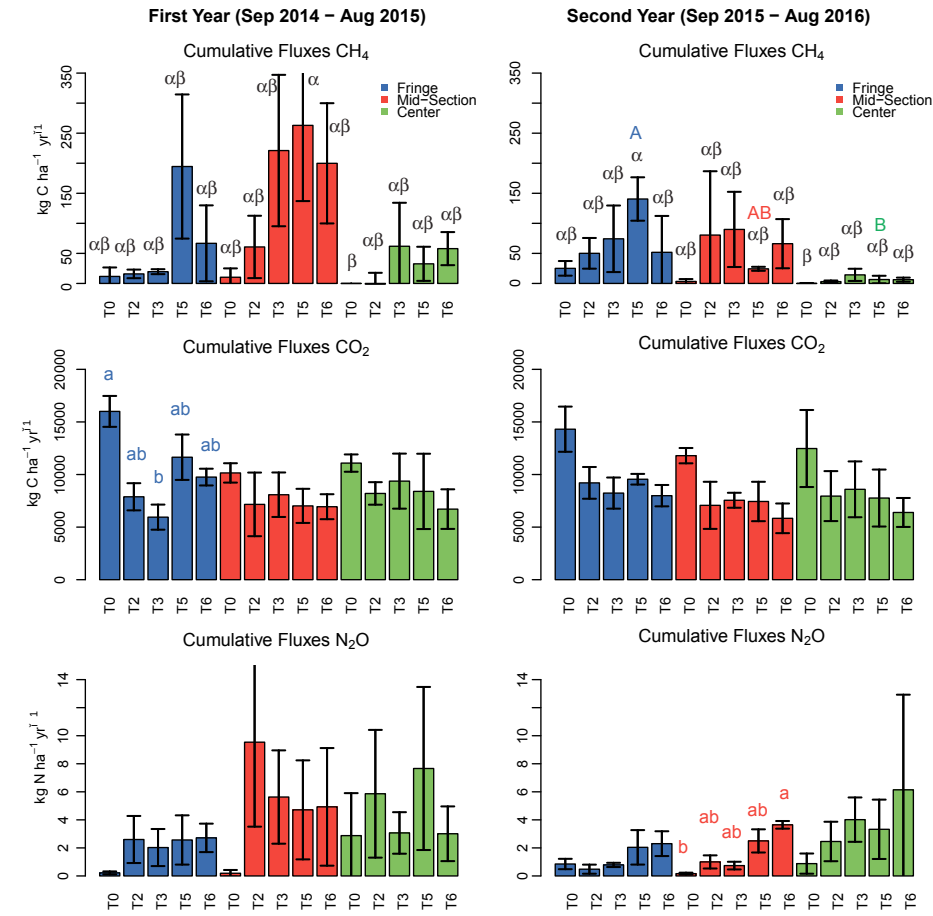 First Year (Sep 2014 − Aug 2015)
Second Year (Sep 2015 − Aug 2016)
Cumulative Fluxes CH4
kg C ha−1 yrĪ1
350
250
150
50
0
Fringe
Mid−Section
Center
αβ αβ αβ αβ αβ αβ αβ αβ α αβ β αβ αβ αβ αβ
T0 T2 T3 T5 T6 T0 T2 T3 T5 T6 T0 T2 T3 T5 T6
Cumulative Fluxes CH4
350
250
150
50
0
Fringe
Mid−Section
Center
A AB B
αβ αβ αβ α αβ αβ αβ αβ αβ αβ β αβ αβ αβ αβ
T0 T2 T3 T5 T6 T0 T2 T3 T5 T6 T0 T2 T3 T5 T6
Cumulative Fluxes CO2
kg C ha−1 yrĪ1
20000
15000
10000
5000
0
a ab b ab ab
T0 T2 T3 T5 T6 T0 T2 T3 T5 T6 T0 T2 T3 T5 T6
Cumulative Fluxes CO2
20000
15000
10000
5000
0
T0 T2 T3 T5 T6 T0 T2 T3 T5 T6 T0 T2 T3 T5 T6
Cumulative Fluxes N2O
kg N ha−1 yrĪ 1
14
10
8
6
4
2
0
T0 T2 T3 T5 T6 T0 T2 T3 T5 T6 T0 T2 T3 T5 T6
Cumulative Fluxes N2O
14
10
8
6
4
2
0
b ab ab ab a
T0 T2 T3 T5 T6 T0 T2 T3 T5 T6 T0 T2 T3 T5 T6